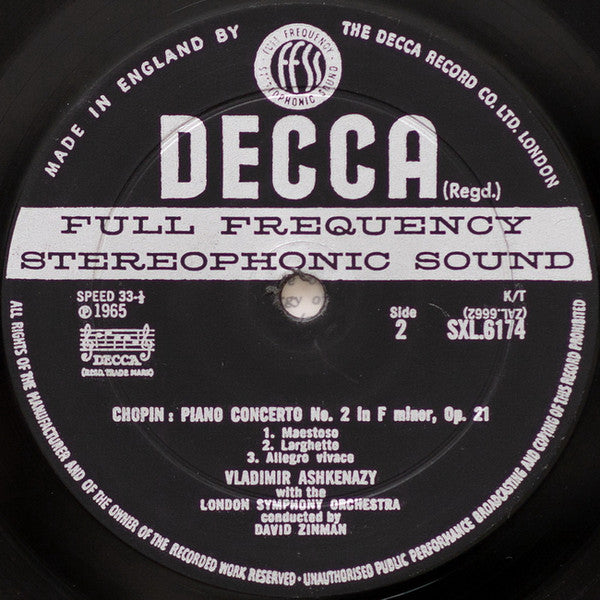 MADE IN ENGLAND BY
THE DECCA RECORD CO. LTD. LONDON
FULL FREQUENCY
FFSS
STEREOPHONIC SOUND
DECCA
(Regd.)
FULL FREQUENCY
STEREOPHONIC SOUND
SPEED 33-⅓
℗1965
DECCA
(REGD. TRADE MARK)
K/T
Side
2
(ZAL.6662)
SXL.6174
CHOPIN : PIANO CONCERTO No. 2 in F minor, Op. 21
1. Maestoso
2. Larghetto
3. Allegro vivace
VLADIMIR ASHKENAZY
with the
LONDON SYMPHONY ORCHESTRA
conducted by
DAVID ZINMAN
ALL RIGHTS OF THE MANUFACTURER AND OF THE OWNER OF THE RECORDED WORK RESERVED · UNAUTHORISED PUBLIC PERFORMANCE BROADCASTING AND COPYING OF THIS RECORD PROHIBITED